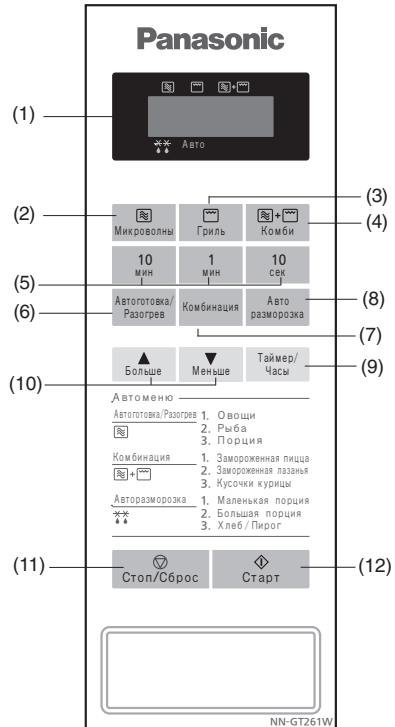 Panasonic
(1)
Авто
(3)
(2)
(4)
Микроволны Гриль Комби
+
10 мин 1 мин 10 сек
(5)
(6)
Автоготовка/Разогрев Комбинация Авто разморозка
(8)
(7)
Больше Меньше Таймер/Часы
(9)
(10)
Автоменю
Автоготовка/Разогрев 1. Овощи
2. Рыба
3. Порция
Комбинация 1. Замороженная пицца
+ 2. Замороженная лазанья
3. Кусочки курицы
Авторазморозка 1. Маленькая порция
2. Большая порция
3. Хлеб/Пирог
(11)
Стоп/Сброс Старт
(12)
NN-GT261W